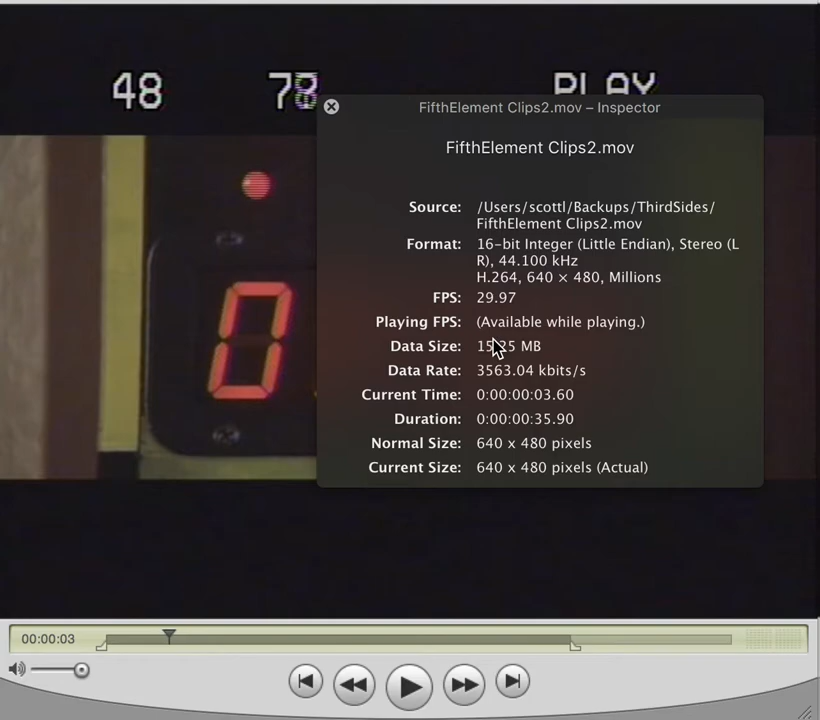 48 78 PLAY
FifthElement Clips2.mov – Inspector
FifthElement Clips2.mov
Source: /Users/scottl/Backups/ThirdSides/
FifthElement Clips2.mov
Format: 16-bit Integer (Little Endian), Stereo (L
R), 44.100 kHz
H.264, 640 × 480, Millions
FPS: 29.97
Playing FPS: (Available while playing.)
Data Size: MB
Data Rate: 3563.04 kbits/s
Current Time: 0:00:00:03.60
Duration: 0:00:00:35.90
Normal Size: 640 x 480 pixels
Current Size: 640 x 480 pixels (Actual)
0
00:00:03